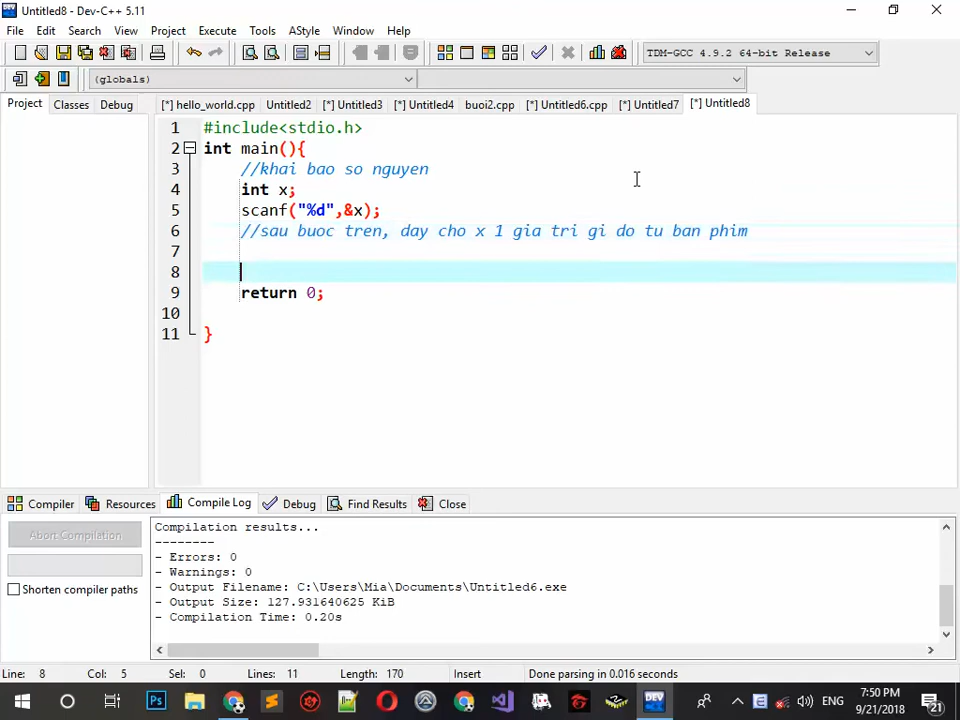 Untitled8 - Dev-C++ 5.11
File Edit Search View Project Execute Tools AStyle Window Help
TDM-GCC 4.9.2 64-bit Release
(globals)
Project Classes Debug
[*] hello_world.cpp Untitled2 [*] Untitled3 [*] Untitled4 buoi2.cpp [*] Untitled6.cpp [*] Untitled7 [*] Untitled8
1 #include<stdio.h>
2 int main(){
3 //khai bao so nguyen
4 int x;
5 scanf("%d",&x);
6 //sau buoc tren, day cho x 1 gia tri gi do tu ban phim
7
8
9 return 0;
10
11 }
Compiler Resources Compile Log Debug Find Results Close
Abort Compilation
Shorten compiler paths
Compilation results...
--------
- Errors: 0
- Warnings: 0
- Output Filename: C:\Users\Mia\Documents\Untitled6.exe
- Output Size: 127.931640625 KiB
- Compilation Time: 0.20s
Line: 8 Col: 5 Sel: 0 Lines: 11 Length: 170 Insert Done parsing in 0.016 seconds
Ps DEV ENG 7:50 PM
9/21/2018 21